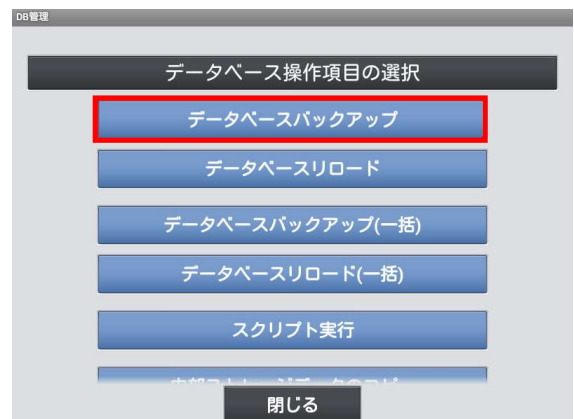 DB管理
データベース操作項目の選択
データベースバックアップ
データベースリロード
データベースバックアップ(一括)
データベースリロード(一括)
スクリプト実行
閉じる